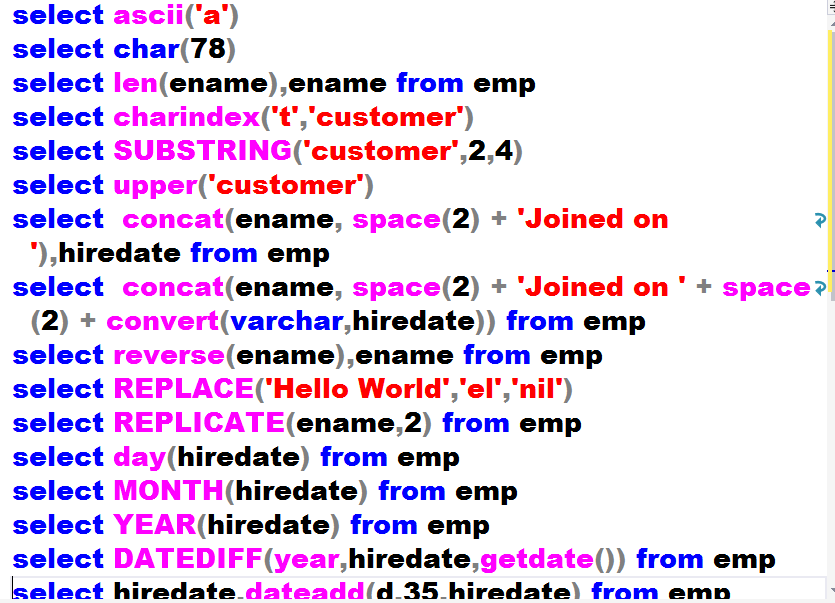 select ascii('a')
select char(78)
select len(ename),ename from emp
select charindex('t','customer')
select SUBSTRING('customer',2,4)
select upper('customer')
select  concat(ename, space(2) + 'Joined on
'),hiredate from emp
select  concat(ename, space(2) + 'Joined on ' + space
(2) + convert(varchar,hiredate)) from emp
select reverse(ename),ename from emp
select REPLACE('Hello World','el','nil')
select REPLICATE(ename,2) from emp
select day(hiredate) from emp
select MONTH(hiredate) from emp
select YEAR(hiredate) from emp
select DATEDIFF(year,hiredate,getdate()) from emp
select hiredate,dateadd(d,35,hiredate) from emp